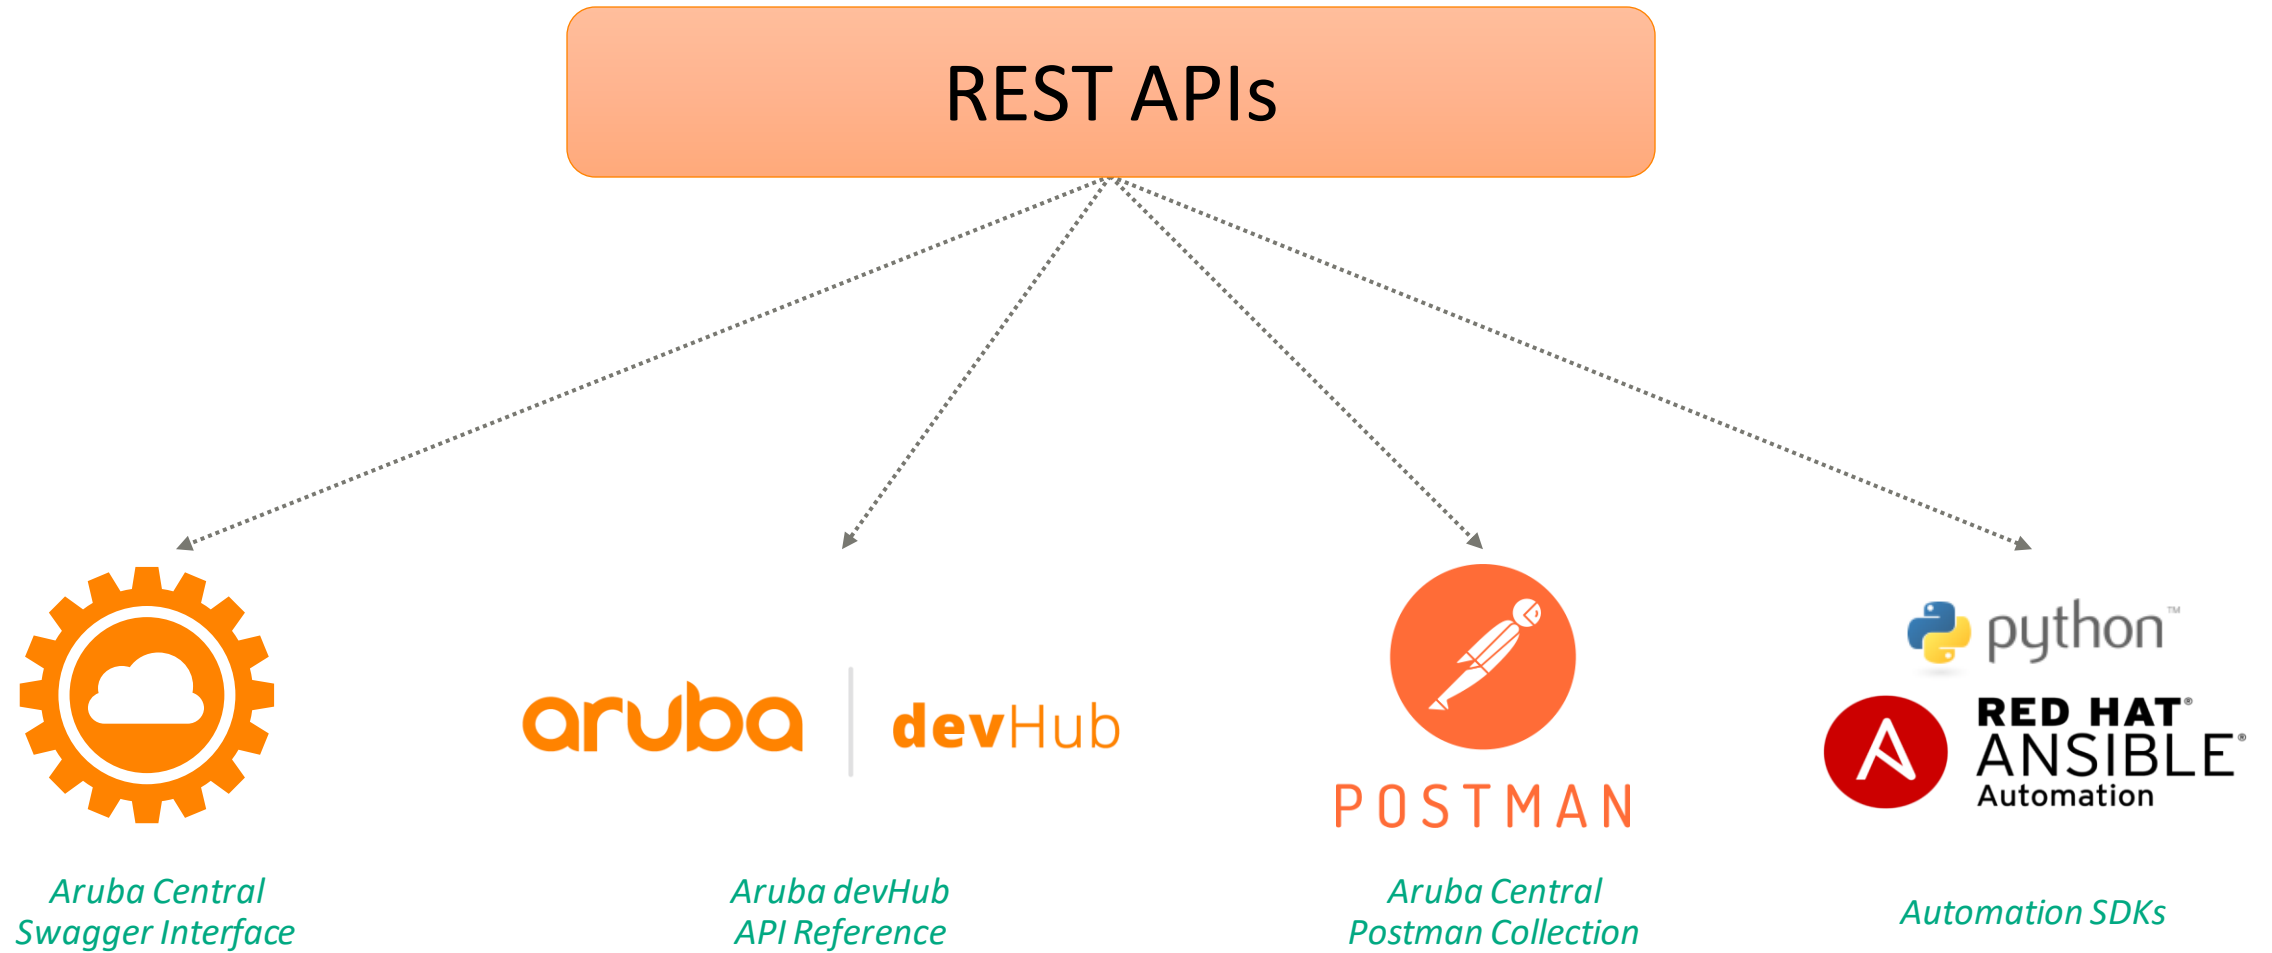 REST APIs
aruba | devHub
POSTMAN
python™
RED HAT®
ANSIBLE®
Automation
Aruba Central
Swagger Interface
Aruba devHub
API Reference
Aruba Central
Postman Collection
Automation SDKs